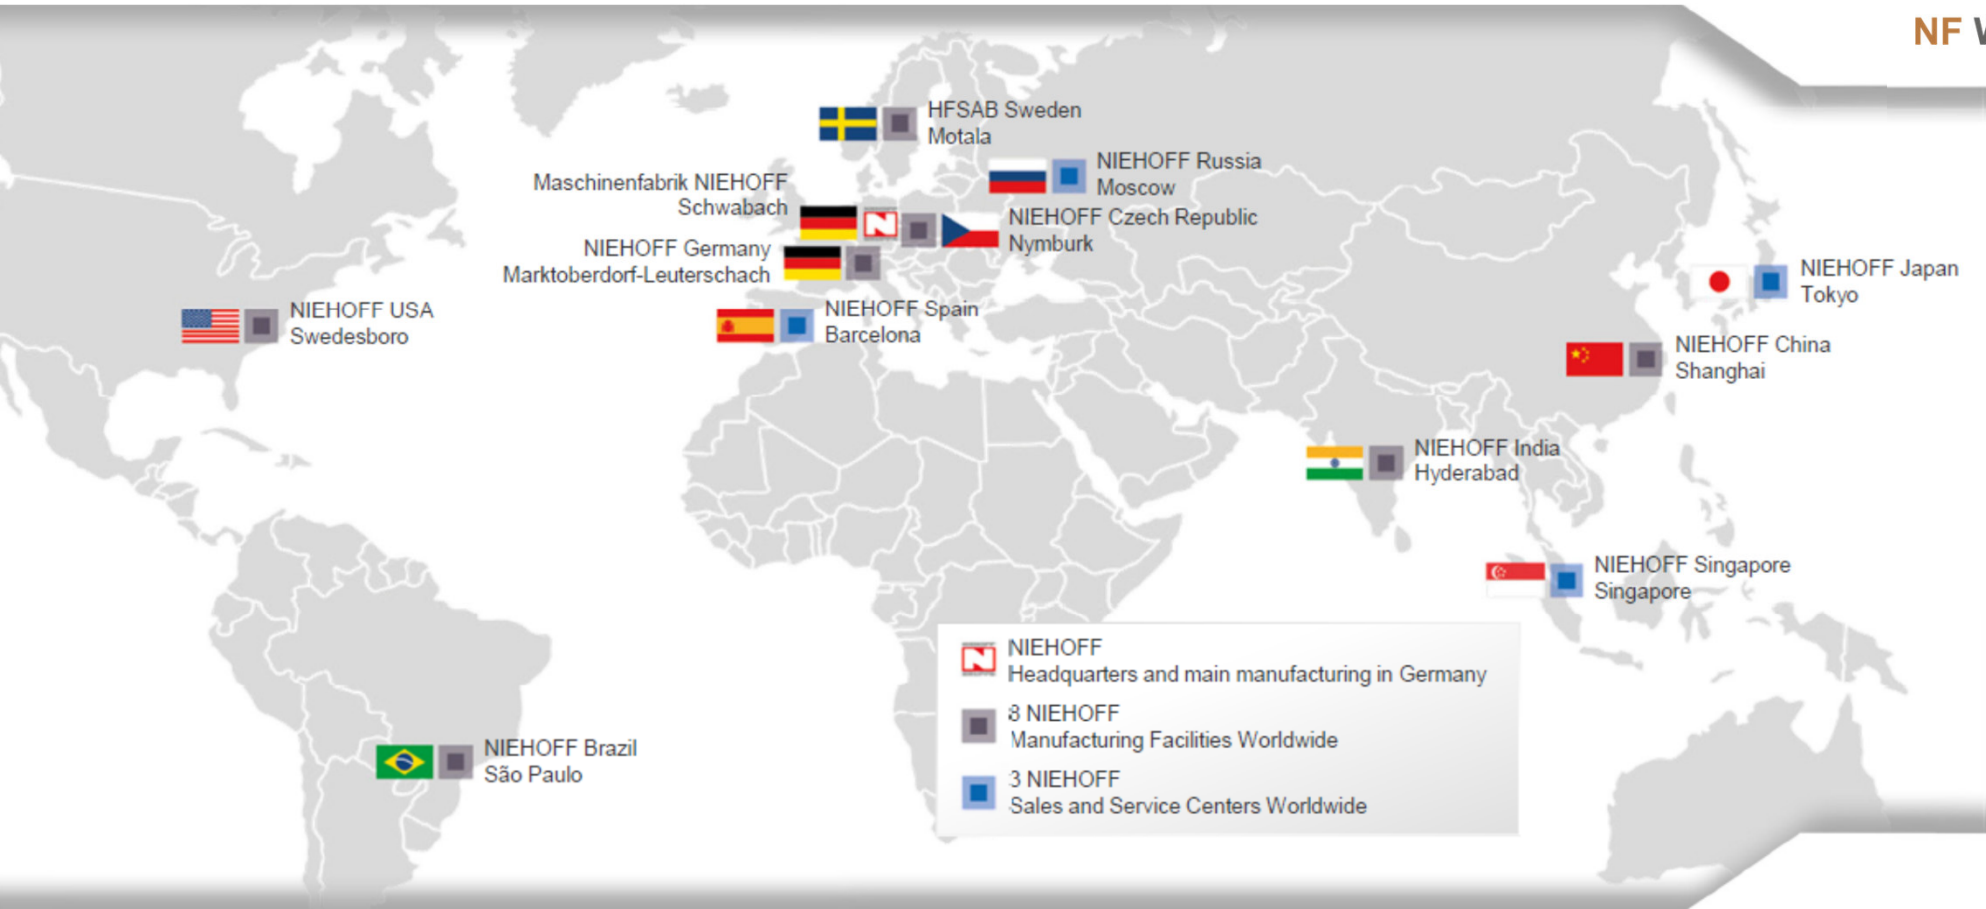 NF
HFSAB Sweden
Motala
NIEHOFF Russia
Moscow
Maschinenfabrik NIEHOFF
Schwabach
NIEHOFF Czech Republic
Nymburk
NIEHOFF Germany
Marktoberdorf-Leuterschach
NIEHOFF Japan
Tokyo
NIEHOFF USA
Swedesboro
NIEHOFF Spain
Barcelona
NIEHOFF China
Shanghai
NIEHOFF India
Hyderabad
NIEHOFF Singapore
Singapore
N NIEHOFF
Headquarters and main manufacturing in Germany
8 NIEHOFF
Manufacturing Facilities Worldwide
3 NIEHOFF
Sales and Service Centers Worldwide
NIEHOFF Brazil
São Paulo